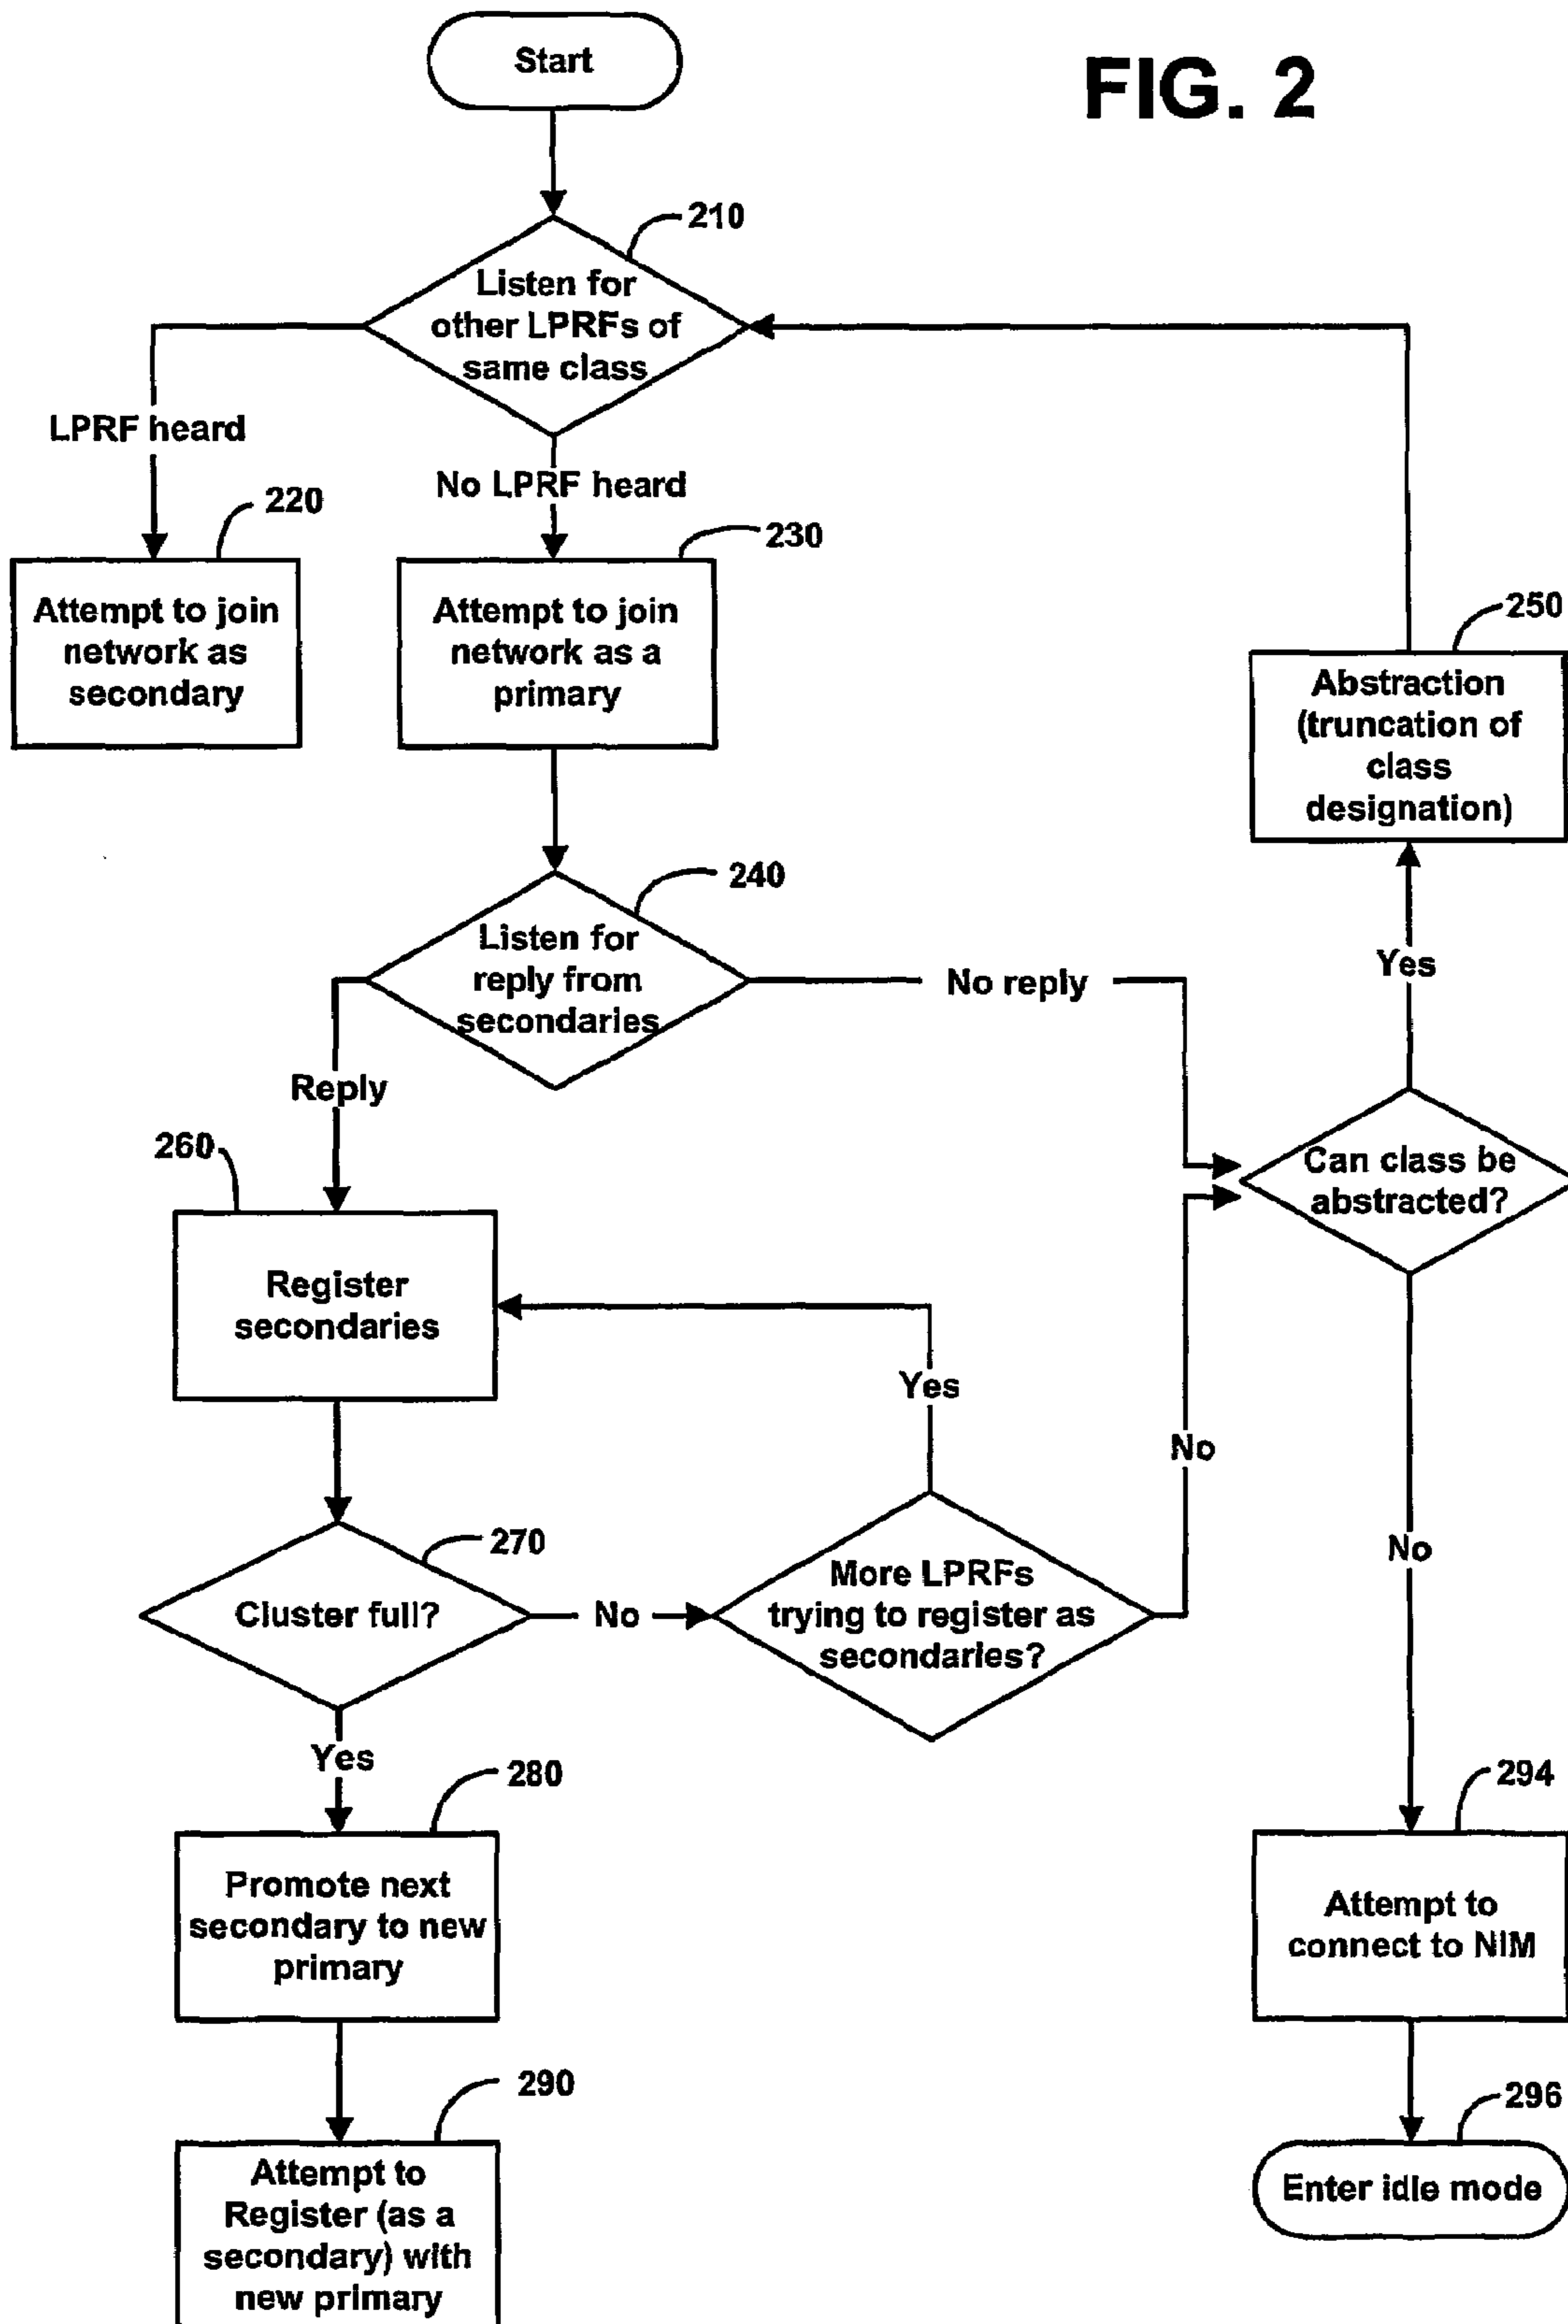 Start
FIG. 2
210
Listen for
other LPRFs of
same class
LPRF heard
No LPRF heard
220
230
Attempt to join
network as
secondary
Attempt to join
network as a
primary
250
Abstraction
(truncation of
class
designation)
240
Listen for
reply from
secondaries
No reply
Yes
Reply
260
Can class be
abstracted?
Register
secondaries
Yes
No
No
270
Cluster full?
No
More LPRFs
trying to register as
secondaries?
Yes
280
294
Promote next
secondary to new
primary
Attempt to
connect to NIM
290
296
Attempt to
Register (as a
secondary) with
new primary
Enter idle mode